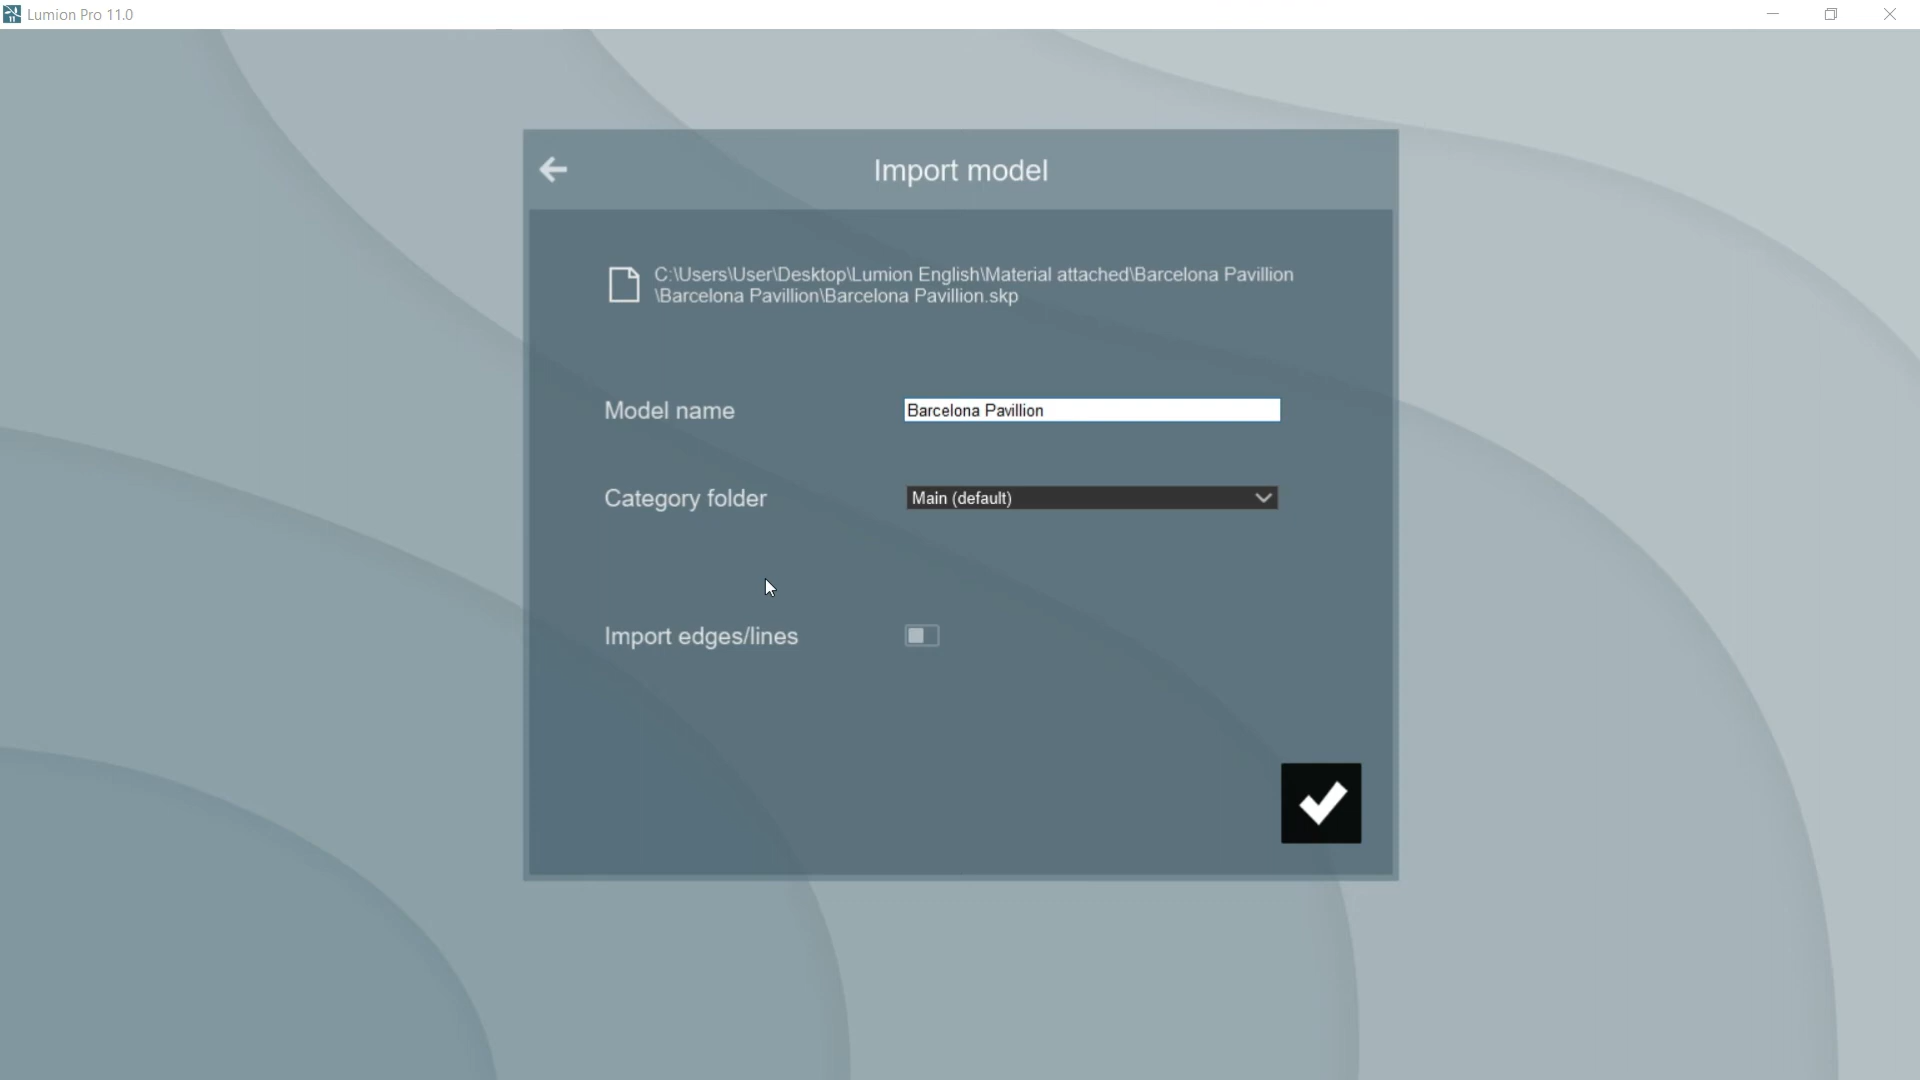 Lumion Pro 11.0
Import model
C:\Users\User\Desktop\Lumion English\Material attached\Barcelona Pavillion
\Barcelona Pavillion\Barcelona Pavillion.skp
Model name
Barcelona Pavillion
Category folder
Main (default)
Import edges/lines